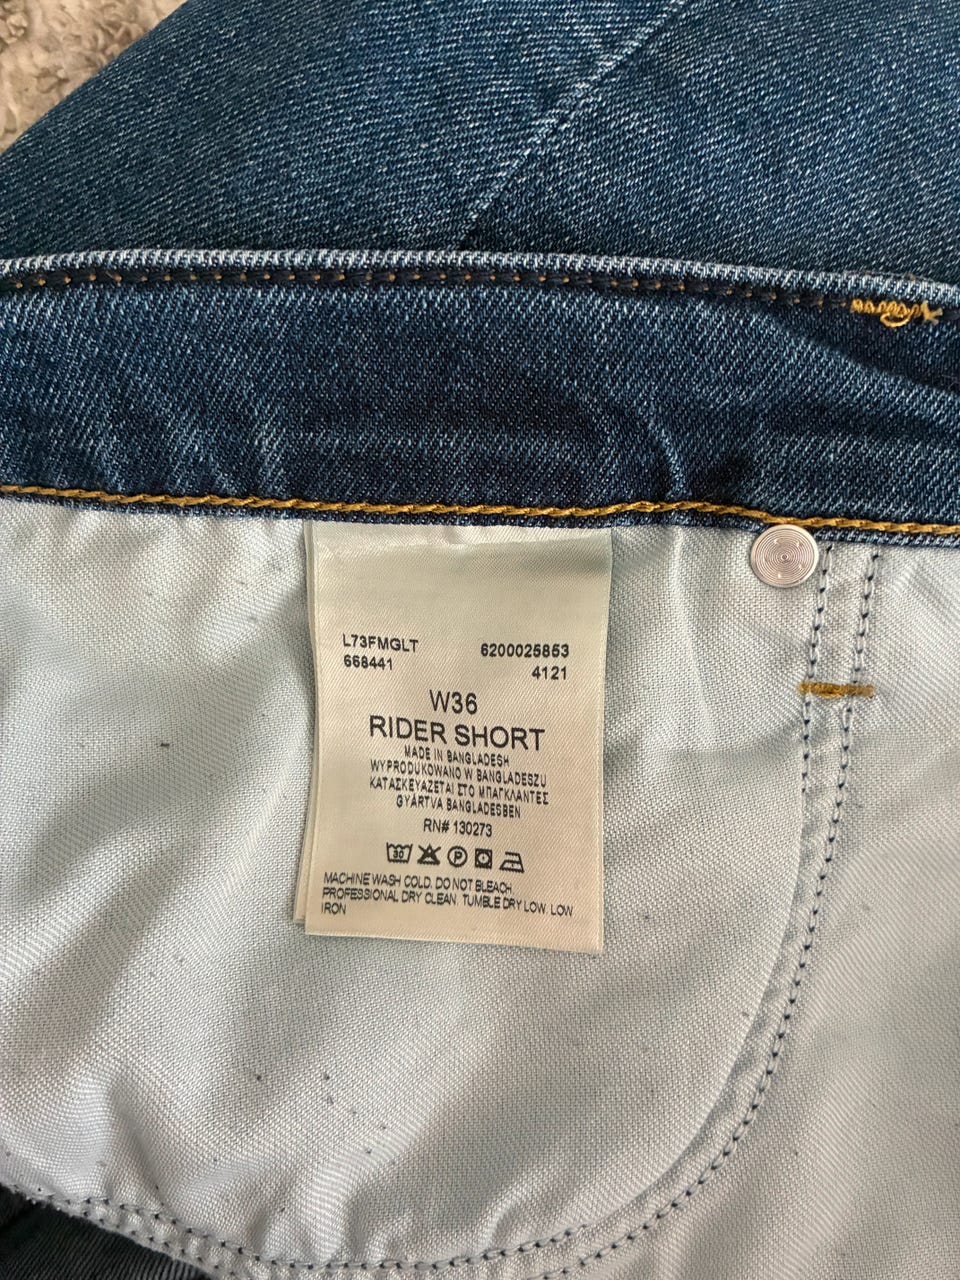 L73FMGLT 6200025853
668441 4121
W36
RIDER SHORT
MADE IN BANGLADESH
WYPRODUKOWANO W BANGLADESZU
ΚΑΤΑΣΚΕΥΑΖΕΤΑΙ ΣΤΟ ΜΠΑΓΚΛΑΝΤΕΣ
GYÁRTVA BANGLADESBEN
RN# 130273
30 P
MACHINE WASH COLD. DO NOT BLEACH.
PROFESSIONAL DRY CLEAN. TUMBLE DRY LOW. LOW
IRON